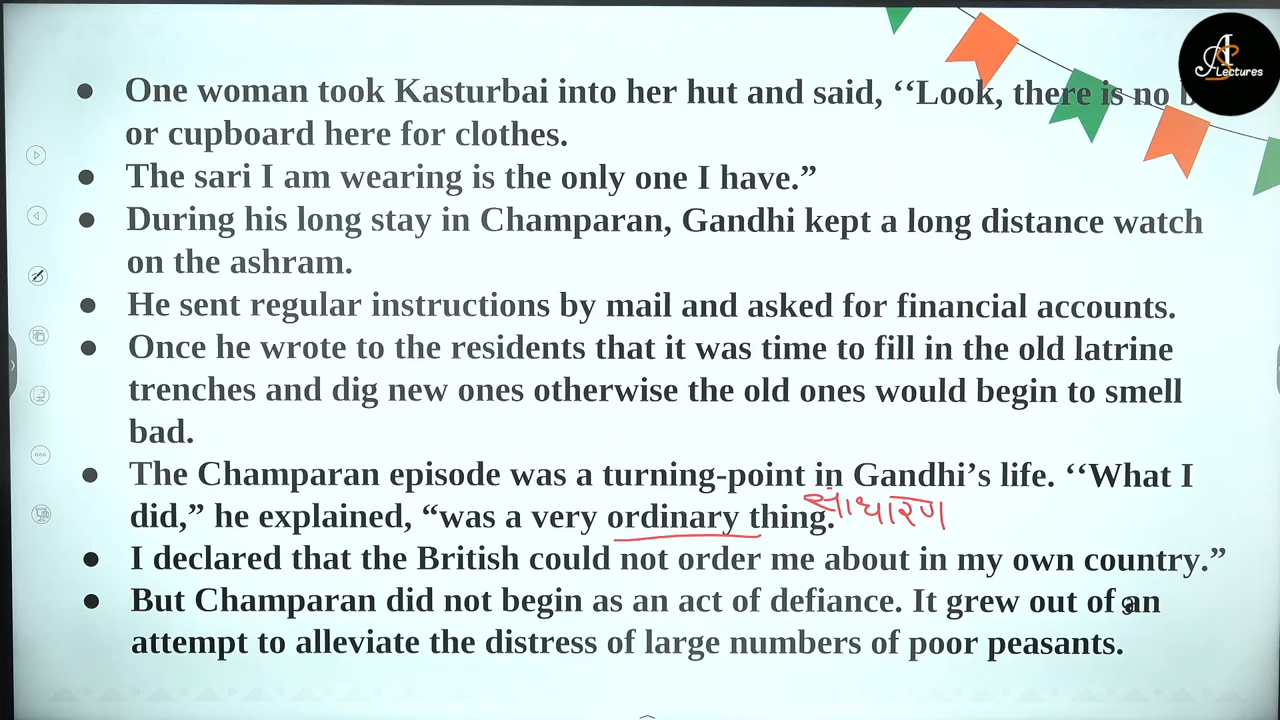 One woman took Kasturbai into her hut and said, ‘‘Look, there is no
or cupboard here for clothes.
The sari I am wearing is the only one I have.”
During his long stay in Champaran, Gandhi kept a long distance watch
on the ashram.
He sent regular instructions by mail and asked for financial accounts.
Once he wrote to the residents that it was time to fill in the old latrine
trenches and dig new ones otherwise the old ones would begin to smell
bad.
The Champaran episode was a turning-point in Gandhi’s life. ‘‘What I
did,” he explained, “was a very ordinary thing.
साधारण
I declared that the British could not order me about in my own country.”
But Champaran did not begin as an act of defiance. It grew out of an
attempt to alleviate the distress of large numbers of poor peasants.
AS
Lectures